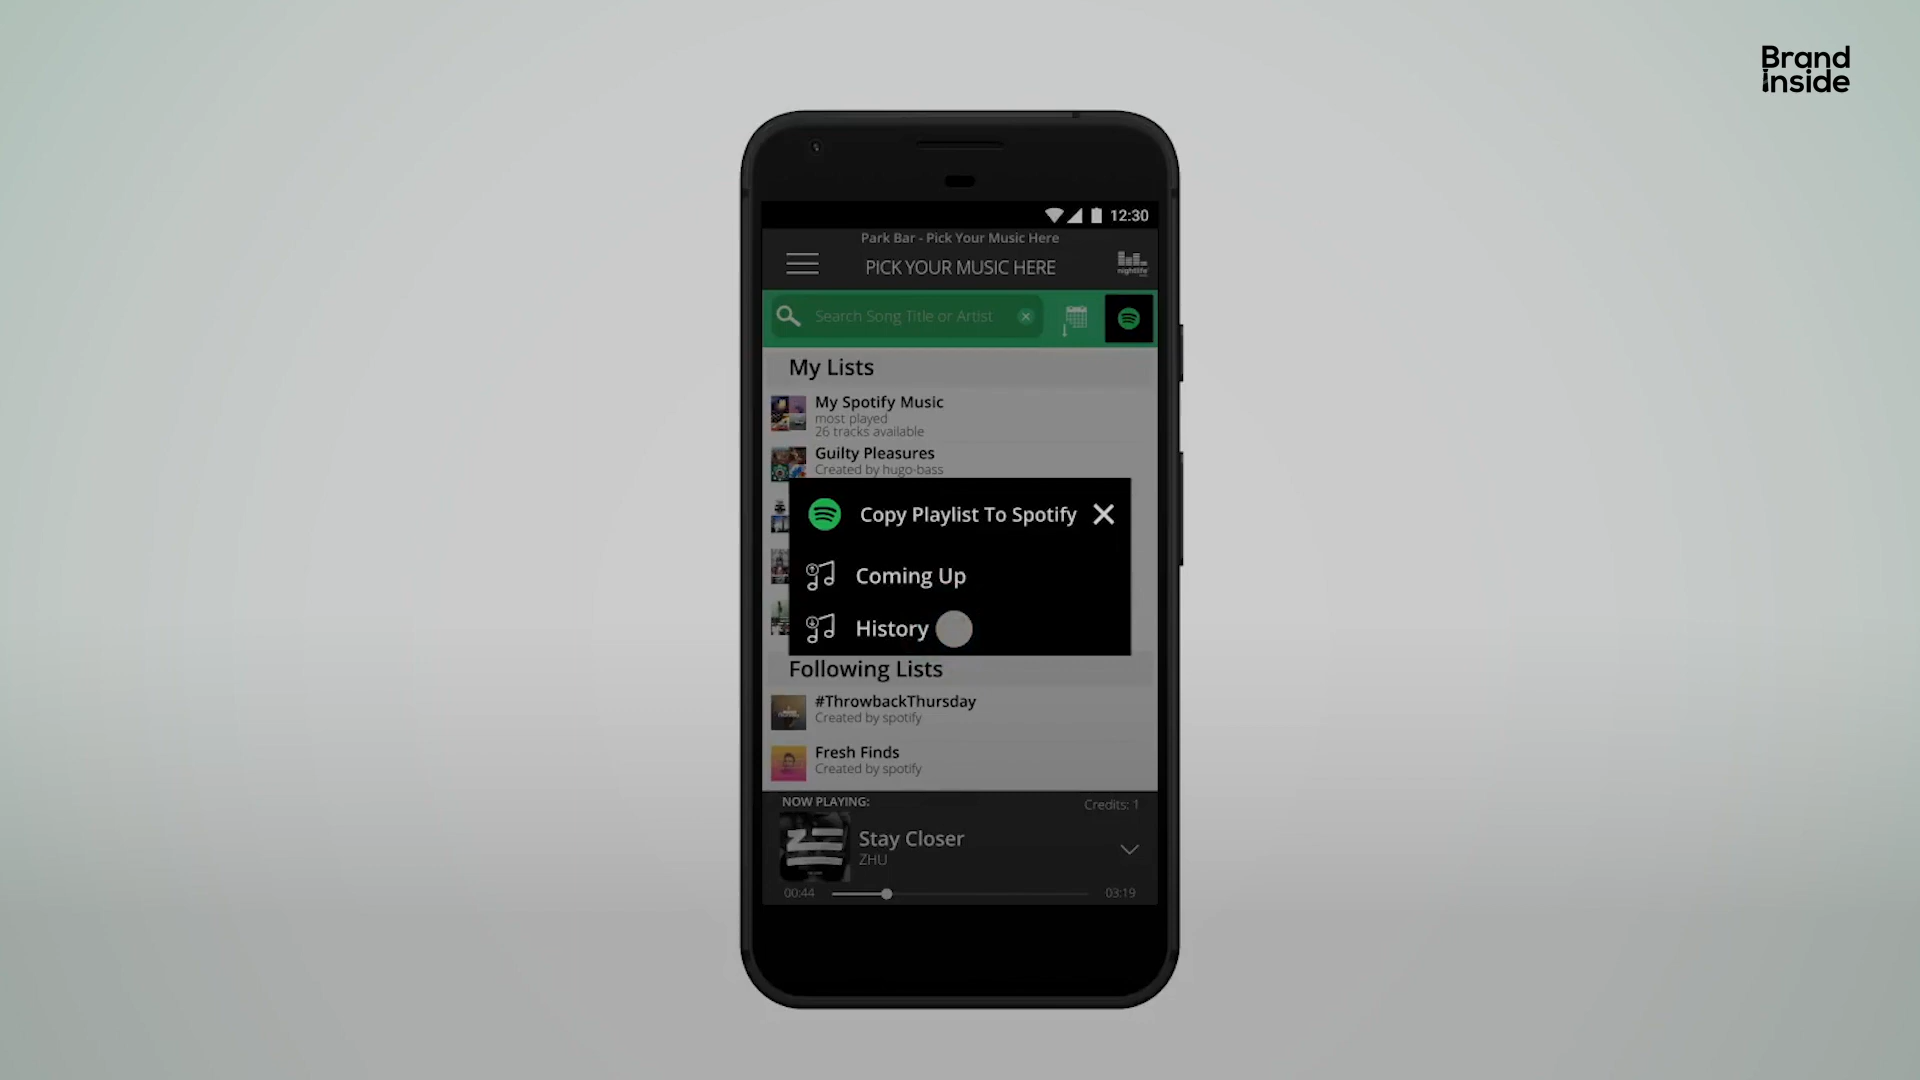 Brand
inside
12:30
Park Bar - Pick Your Music Here
PICK YOUR MUSIC HERE
nightlife
Search Song Title or Artist
My Lists
My Spotify Music
most played
26 tracks available
Guilty Pleasures
Created by hugo-bass
Copy Playlist To Spotify
Coming Up
History
Following Lists
#ThrowbackThursday
Created by spotify
Fresh Finds
Created by spotify
NOW PLAYING:
Credits: 1
Stay Closer
ZHU
00:44
03:19